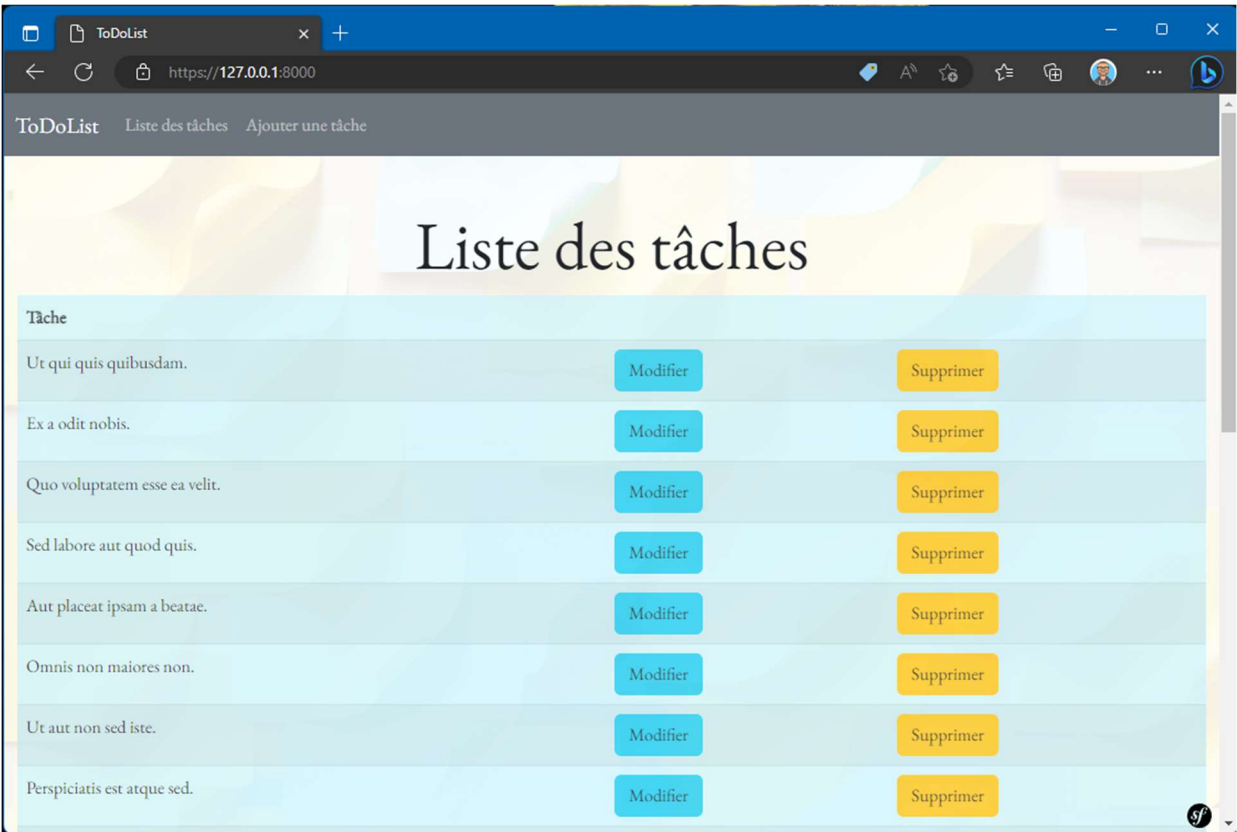 ToDoList
https://127.0.0.1:8000
ToDoList Liste des tâches Ajouter une tâche
Liste des tâches
Tâche
Ut qui quis quibusdam. Modifier Supprimer
Ex a odit nobis. Modifier Supprimer
Quo voluptatem esse ea velit. Modifier Supprimer
Sed labore aut quod quis. Modifier Supprimer
Aut placeat ipsam a beatae. Modifier Supprimer
Omnis non maiores non. Modifier Supprimer
Ut aut non sed iste. Modifier Supprimer
Perspiciatis est atque sed. Modifier Supprimer
sf